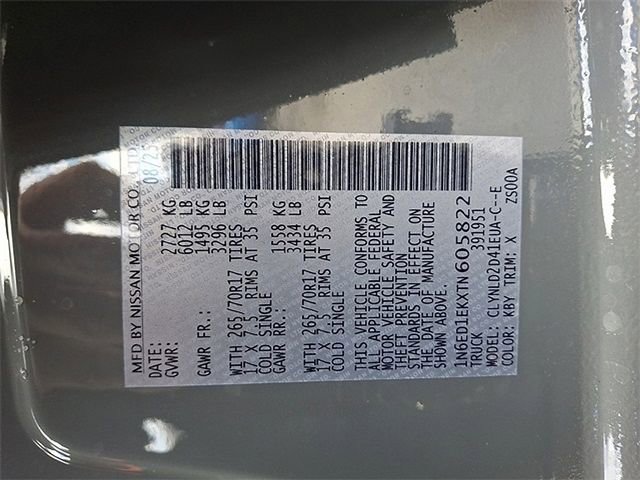 MFD BY NISSAN MOTOR CO., LTD.
DATE: 08/21
GVWR: 2727 KG
6012 LB
GAWR FR.: 1495 KG
3296 LB
WITH 265/70R17 TIRES
17 X 7.5 RIMS AT 35 PSI
COLD SINGLE
GAWR RR.: 1558 KG
3434 LB
WITH 265/70R17 TIRES
17 X 7.5 RIMS AT 35 PSI
COLD SINGLE
THIS VEHICLE CONFORMS TO
ALL APPLICABLE FEDERAL
MOTOR VEHICLE SAFETY AND
THEFT PREVENTION
STANDARDS IN EFFECT ON
THE DATE OF MANUFACTURE
SHOWN ABOVE.
1N6ED1EKXTN605822
TRUCK 391951
MODEL: CLYNLD2D41EUA-C--E
COLOR: KBY TRIM: X ZS00A